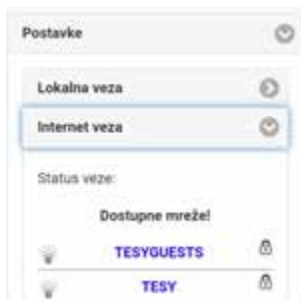 Postavke
Lokalna veza
Internet veza
Status veze:
Dostupne mreže!
TESYGUESTS
TESY